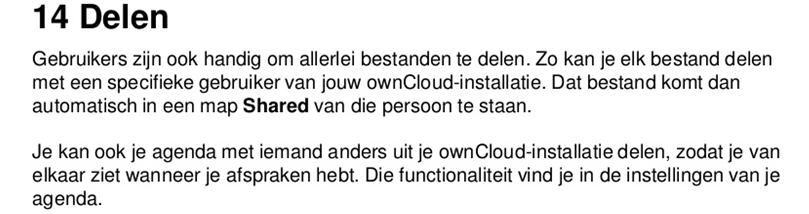 14 Delen
Gebruikers zijn ook handig om allerlei bestanden te delen. Zo kan je elk bestand delen
met een specifieke gebruiker van jouw ownCloud-installatie. Dat bestand komt dan
automatisch in een map Shared van die persoon te staan.
Je kan ook je agenda met iemand anders uit je ownCloud-installatie delen, zodat je van
elkaar ziet wanneer je afspraken hebt. Die functionaliteit vind je in de instellingen van je
agenda.